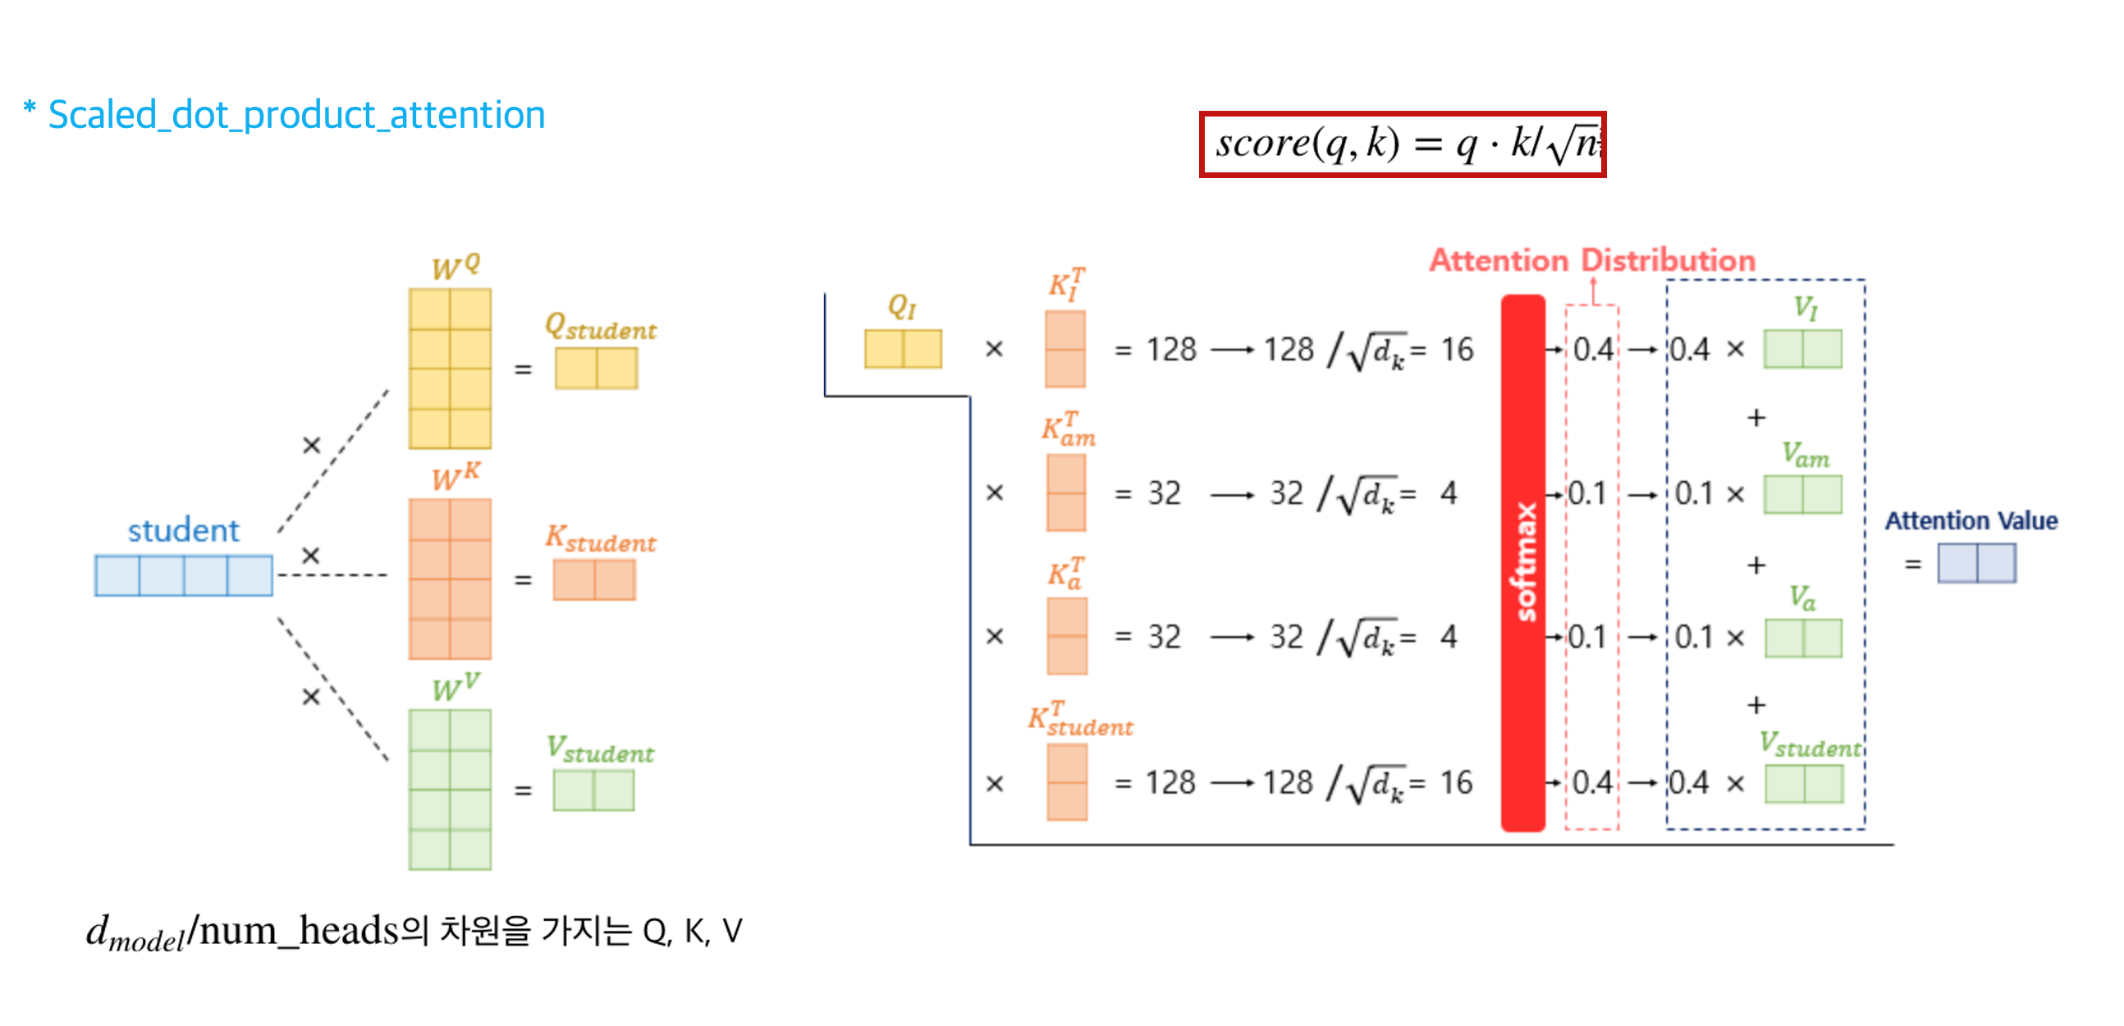 * Scaled_dot_product_attention
score(q, k) = q · k/√n
W^Q
Q_student
=
×
W^K
student
×
K_student
=
W^V
×
V_student
=
d_model/num_heads의 차원을 가지는 Q, K, V
Attention Distribution
Q_I
K_I^T
V_I
× = 128 → 128 /√d_k = 16 → 0.4 → 0.4 ×
+
K_am^T
V_am
× = 32 → 32 /√d_k = 4 → 0.1 → 0.1 ×
softmax
Attention Value
+
=
K_a^T
V_a
× = 32 → 32 /√d_k = 4 → 0.1 → 0.1 ×
+
K_student^T
V_student
× = 128 → 128 /√d_k = 16 → 0.4 → 0.4 ×